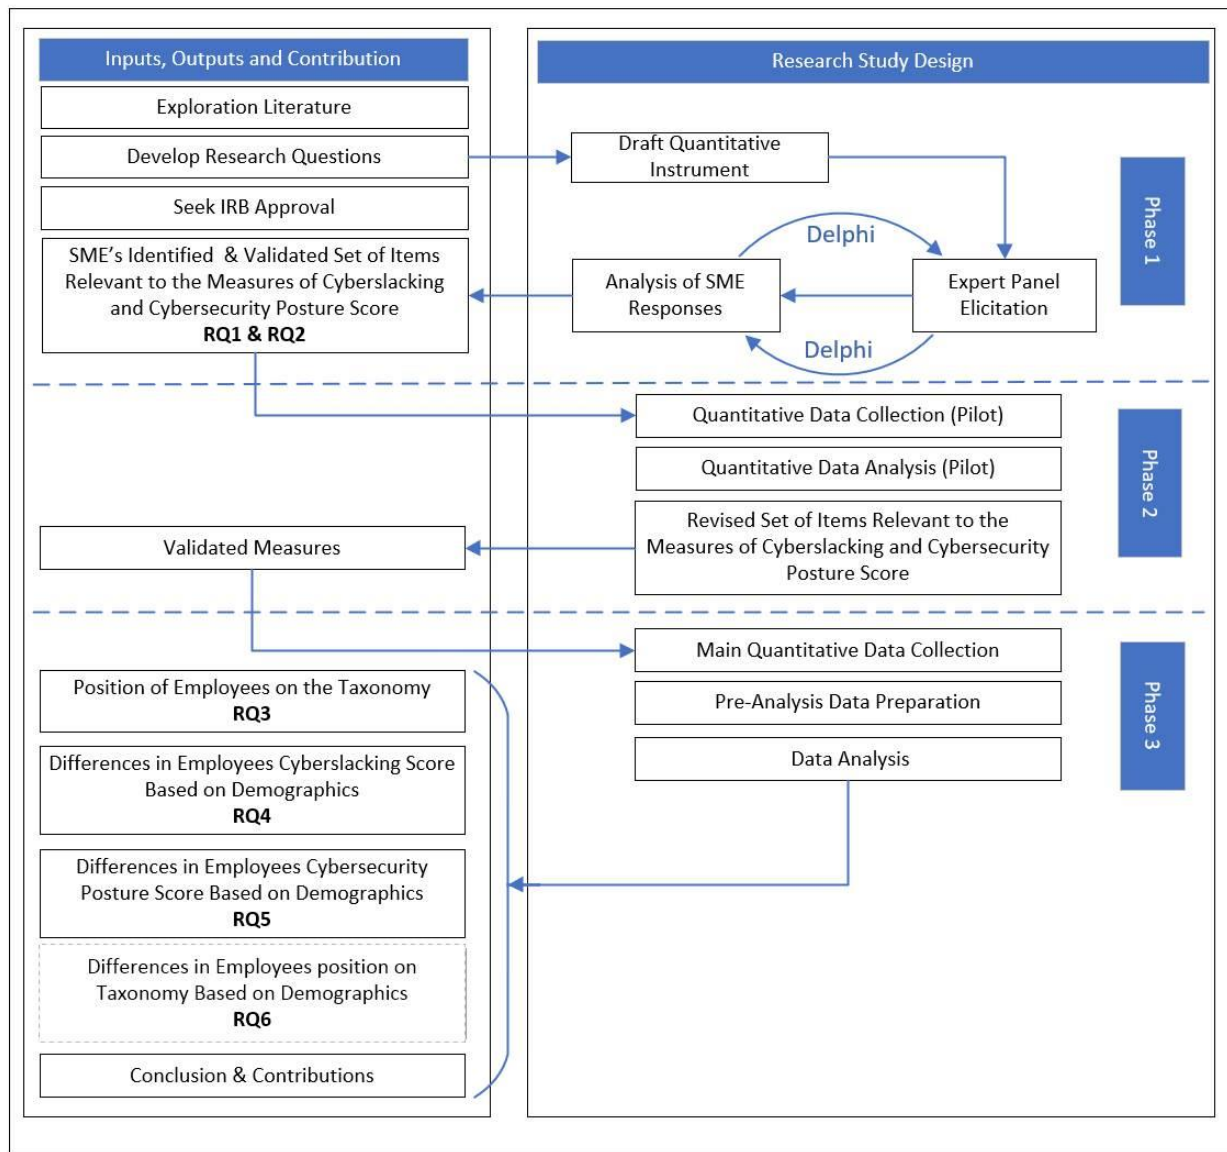 Inputs, Outputs and Contribution
Research Study Design
Exploration Literature
Develop Research Questions
Seek IRB Approval
SME's Identified & Validated Set of Items
Relevant to the Measures of Cyberslacking
and Cybersecurity Posture Score
RQ1 & RQ2
Draft Quantitative
Instrument
Delphi
Analysis of SME
Responses
Expert Panel
Elicitation
Delphi
Phase 1
Quantitative Data Collection (Pilot)
Quantitative Data Analysis (Pilot)
Revised Set of Items Relevant to the
Measures of Cyberslacking and Cybersecurity
Posture Score
Validated Measures
Phase 2
Main Quantitative Data Collection
Pre-Analysis Data Preparation
Data Analysis
Phase 3
Position of Employees on the Taxonomy
RQ3
Differences in Employees Cyberslacking Score
Based on Demographics
RQ4
Differences in Employees Cybersecurity
Posture Score Based on Demographics
RQ5
Differences in Employees position on
Taxonomy Based on Demographics
RQ6
Conclusion & Contributions